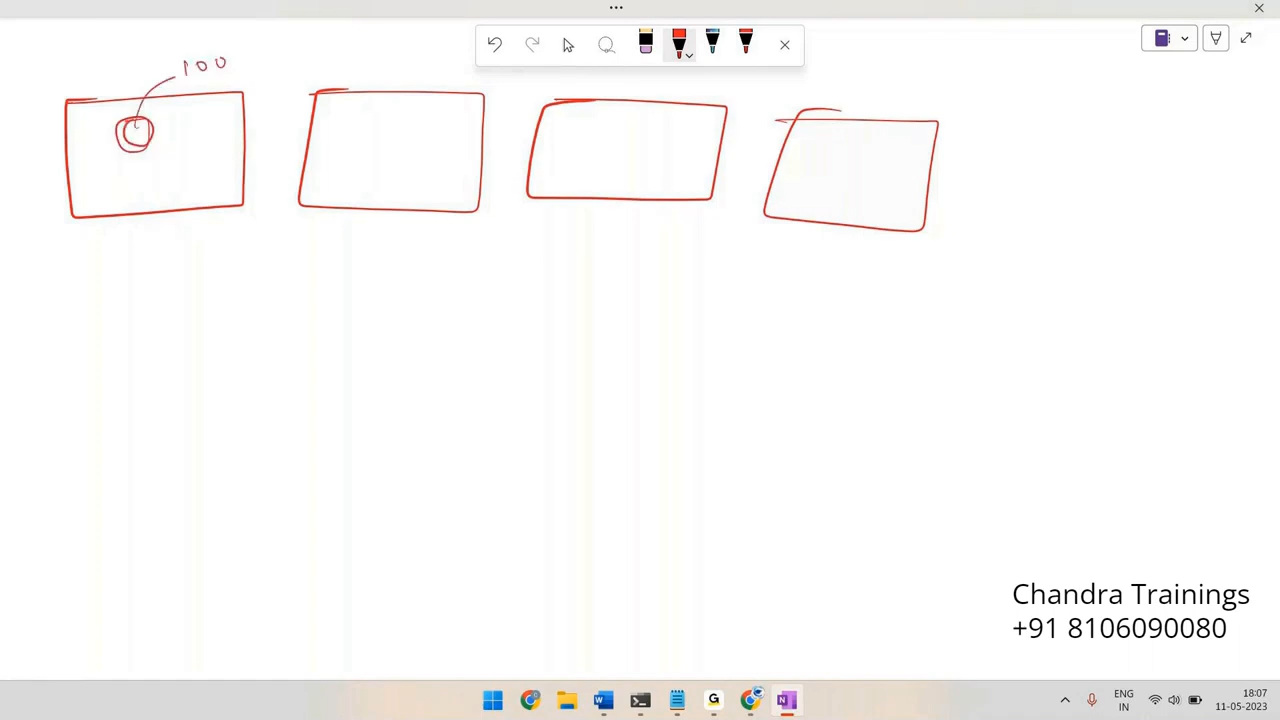 100
Chandra Trainings
+91 8106090080
ENG
IN
18:07
11-05-2023